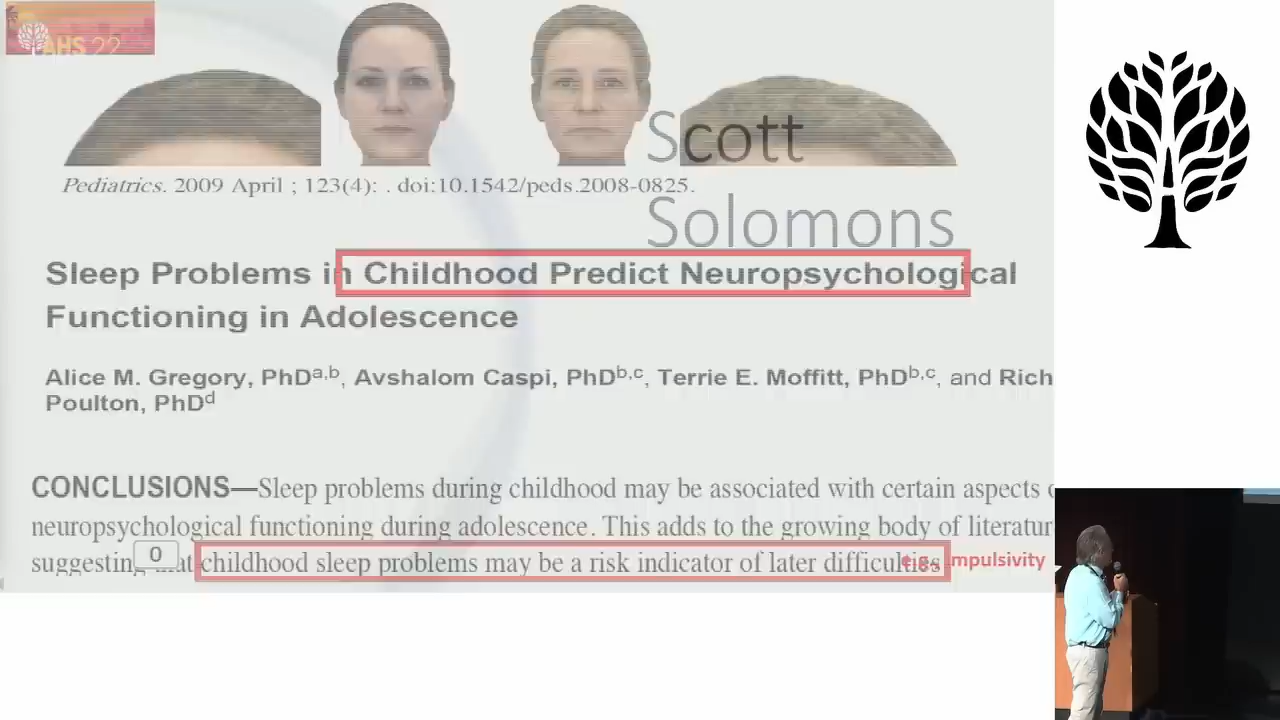 AHS 22
Scott
Solomons
Pediatrics. 2009 April ; 123(4): . doi:10.1542/peds.2008-0825.
Sleep Problems in Childhood Predict Neuropsychological
Functioning in Adolescence
Alice M. Gregory, PhDa,b, Avshalom Caspi, PhDb,c, Terrie E. Moffitt, PhDb,c, and Rich
Poulton, PhDd
CONCLUSIONS—Sleep problems during childhood may be associated with certain aspects
neuropsychological functioning during adolescence. This adds to the growing body of literatur
suggesting that childhood sleep problems may be a risk indicator of later difficulties
0
e.g., impulsivity